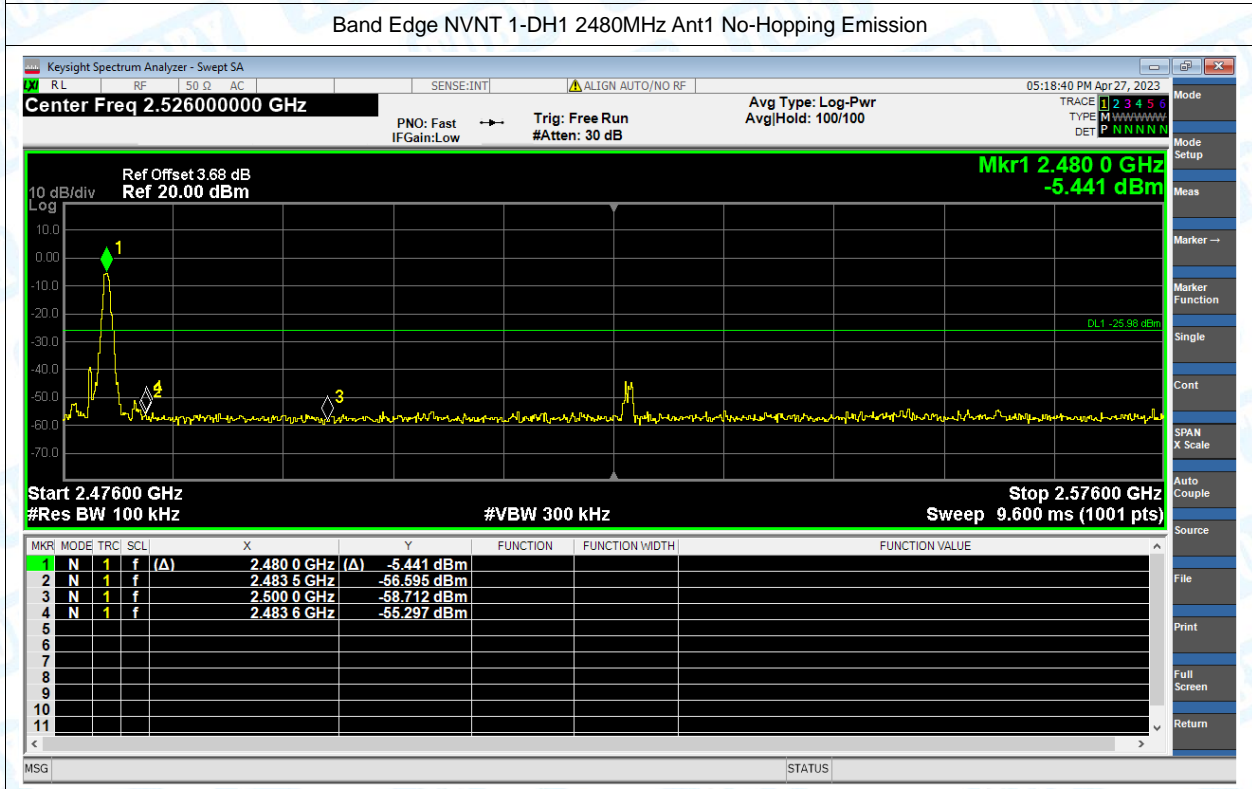 Band Edge NVNT 1-DH1 2480MHz Ant1 No-Hopping Emission
Keysight Spectrum Analyzer - Swept SA
LXI RL RF 50 Ω AC SENSE:INT ALIGN AUTO/NO RF 05:18:40 PM Apr 27, 2023
Center Freq 2.526000000 GHz
PNO: Fast
IFGain:Low
Trig: Free Run
#Atten: 30 dB
Avg Type: Log-Pwr
Avg|Hold: 100/100
TRACE 1 2 3 4 5 6
TYPE M WWWWW
DET P N N N N N
Mkr1 2.480 0 GHz
-5.441 dBm
Ref Offset 3.68 dB
10 dB/div Ref 20.00 dBm
Log
10.0
0.00
-10.0
-20.0
-30.0
-40.0
-50.0
-60.0
-70.0
1
4
2
3
DL1 -25.98 dBm
Start 2.47600 GHz Stop 2.57600 GHz
#Res BW 100 kHz #VBW 300 kHz Sweep 9.600 ms (1001 pts)
MKR MODE TRC SCL X Y FUNCTION FUNCTION WIDTH FUNCTION VALUE
1 N 1 f (Δ) 2.480 0 GHz (Δ) -5.441 dBm
2 N 1 f 2.483 5 GHz -56.595 dBm
3 N 1 f 2.500 0 GHz -58.712 dBm
4 N 1 f 2.483 6 GHz -55.297 dBm
5
6
7
8
9
10
11
MSG STATUS
Mode
Mode Setup
Meas
Marker →
Marker Function
Single
Cont
SPAN X Scale
Auto Couple
Source
File
Print
Full Screen
Return